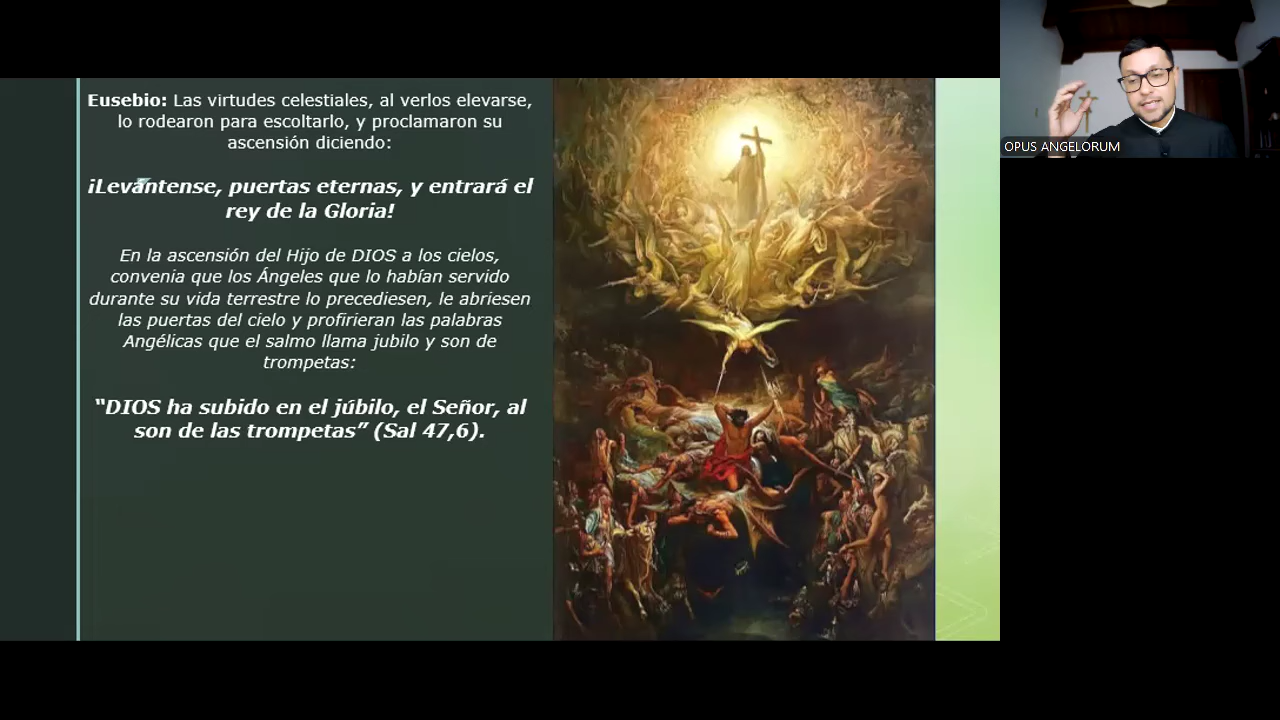 Eusebio: Las virtudes celestiales, al verlos elevarse,
lo rodearon para escoltarlo, y proclamaron su
ascensión diciendo:
¡Levántense, puertas eternas, y entrará el
rey de la Gloria!
En la ascensión del Hijo de DIOS a los cielos,
convenia que los Ángeles que lo habían servido
durante su vida terrestre lo precediesen, le abriesen
las puertas del cielo y profirieran las palabras
Angélicas que el salmo llama jubilo y son de
trompetas:
“DIOS ha subido en el júbilo, el Señor, al
son de las trompetas” (Sal 47,6).
OPUS ANGELORUM